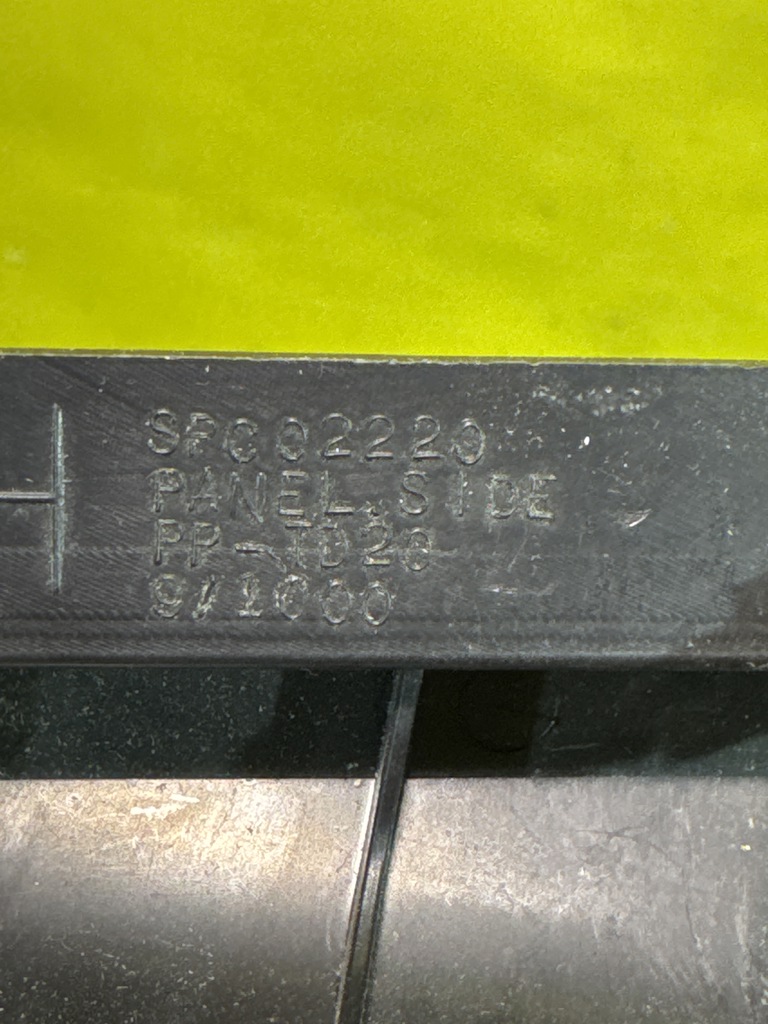 SPC02220
PANEL, SIDE
PP-TD20
9/1000